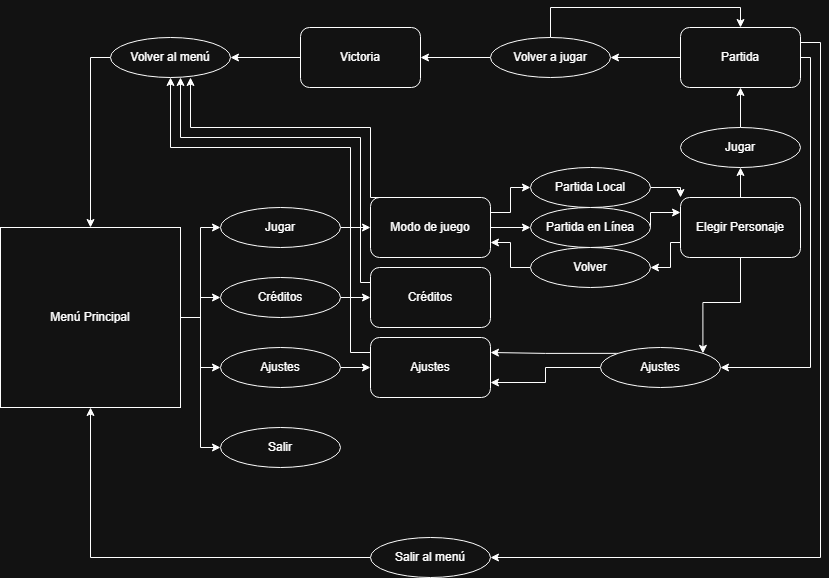 Volver al menú
Victoria
Volver a jugar
Partida
Jugar
Partida Local
Jugar
Modo de juego
Partida en Línea
Elegir Personaje
Volver
Créditos
Créditos
Menú Principal
Ajustes
Ajustes
Ajustes
Salir
Salir al menú